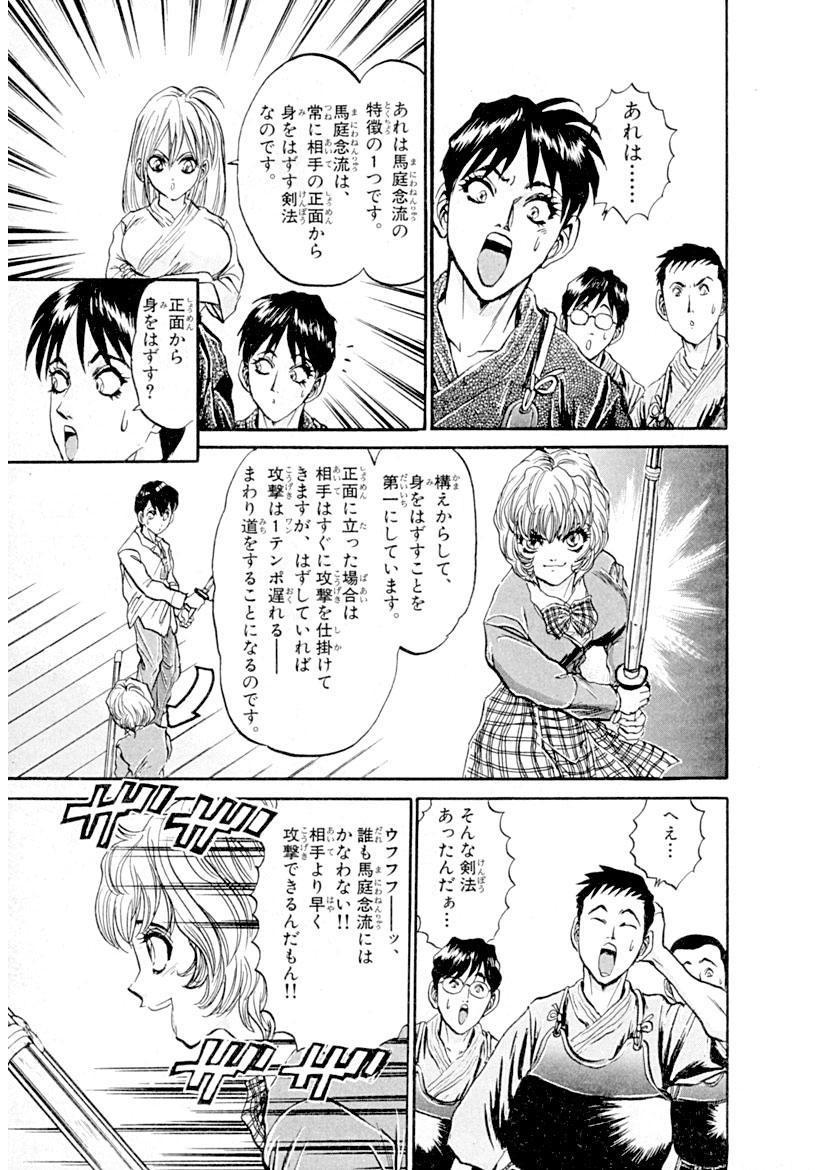 あれは……
あれは馬庭念流の
特徴の1つです。
馬庭念流は、
常に相手の正面から
身をはずす剣法
なのです。
正面から
身をはずす?
構えからして、
身をはずすことを
第一にしています。
正面に立った場合は
相手はすぐに攻撃を仕掛けて
きますが、はずしていれば
攻撃は1テンポ遅れる――
まわり道をすることになるのです。
へぇ…
そんな剣法
あったんだぁ…
ウフフフ――ッ、
誰も馬庭念流には
かなわない!!
相手より早く
攻撃できるんだもん!!
ザザッ
ザザッ